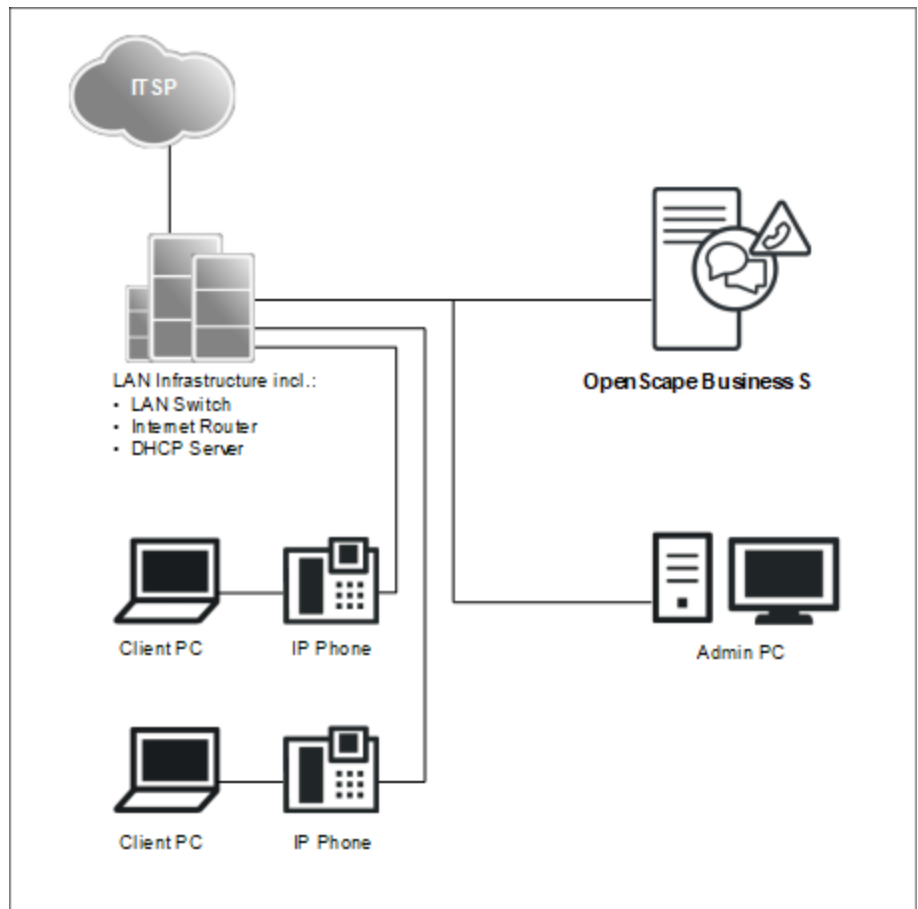 ITSP
LAN Infrastructure incl.:
• LAN Switch
• Internet Router
• DHCP Server
OpenScape Business S
Client PC
IP Phone
Admin PC
Client PC
IP Phone